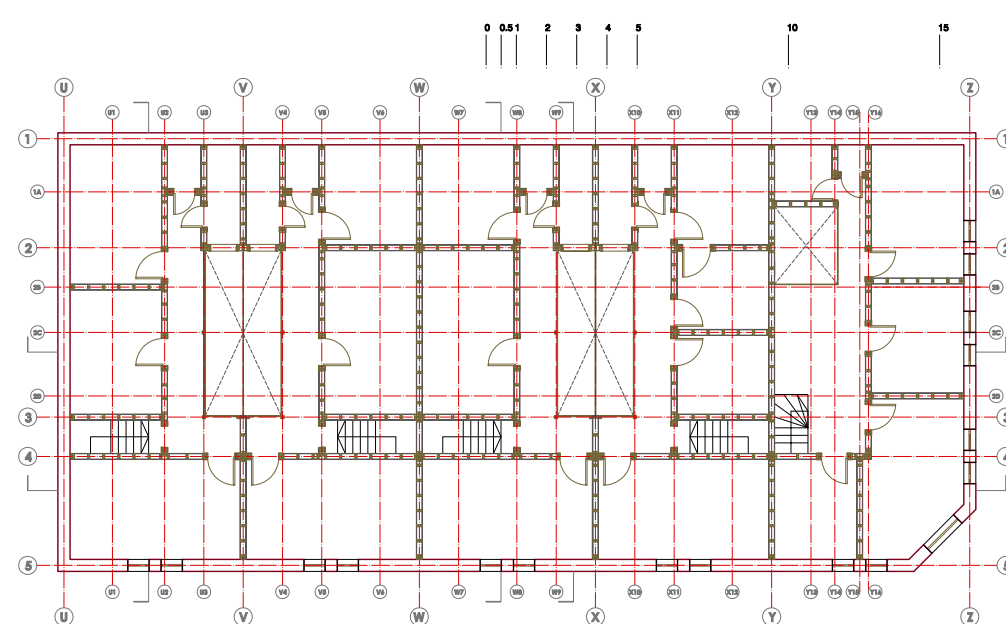 0 0.5 1 2 3 4 5 10 15
U V W X Y Z
U1 U2 U3 V4 V5 V6 W7 W8 W9 X10 X11 X12 Y13 Y14 Y15 Y16
1 1
1A 1A
2 2
2B 2B
2C 2C
2D 2D
3 3
4 4
5 5
U1 U2 U3 V4 V5 V6 W7 W8 W9 X10 X11 X12 Y13 Y14 Y15 Y16
U V W X Y Z